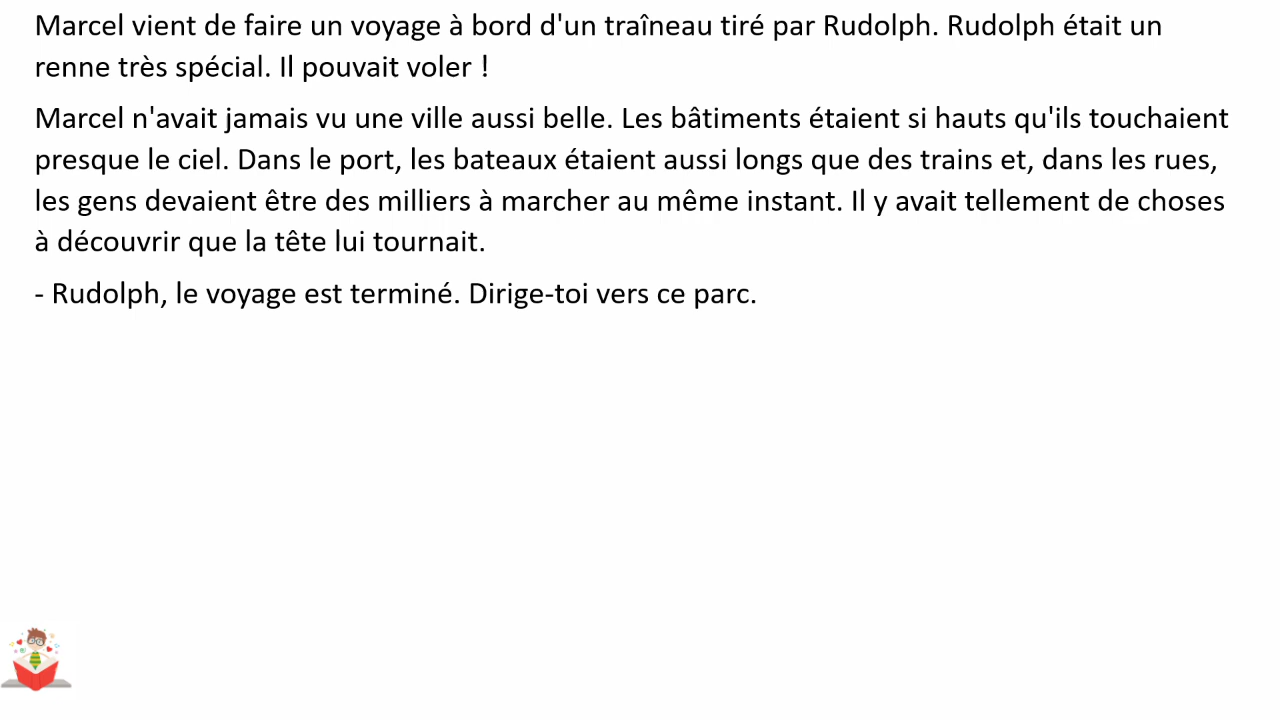 Marcel vient de faire un voyage à bord d'un traîneau tiré par Rudolph. Rudolph était un
renne très spécial. Il pouvait voler !
Marcel n'avait jamais vu une ville aussi belle. Les bâtiments étaient si hauts qu'ils touchaient
presque le ciel. Dans le port, les bateaux étaient aussi longs que des trains et, dans les rues,
les gens devaient être des milliers à marcher au même instant. Il y avait tellement de choses
à découvrir que la tête lui tournait.
- Rudolph, le voyage est terminé. Dirige-toi vers ce parc.